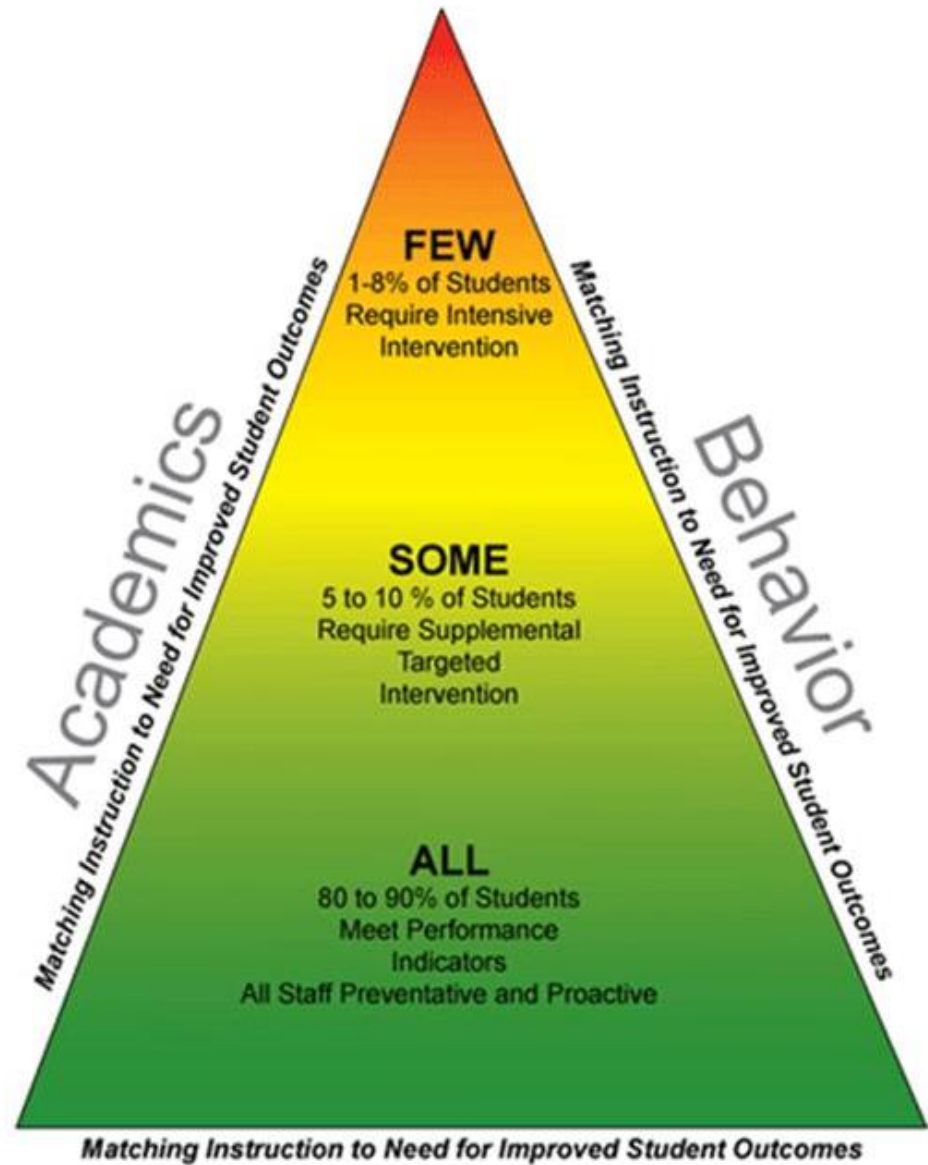 FEW
1-8% of Students
Require Intensive
Intervention
SOME
5 to 10 % of Students
Require Supplemental
Targeted
Intervention
ALL
80 to 90% of Students
Meet Performance
Indicators
All Staff Preventative and Proactive
Academics
Matching Instruction to Need for Improved Student Outcomes
Behavior
Matching Instruction to Need for Improved Student Outcomes
Matching Instruction to Need for Improved Student Outcomes